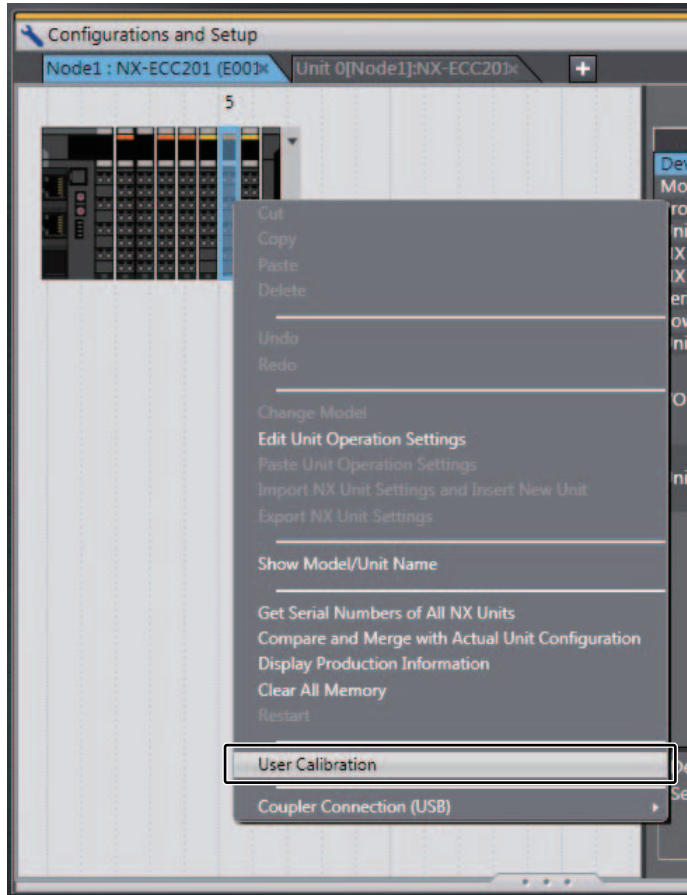 Configurations and Setup
Node1 : NX-ECC201 (E001
Unit 0[Node1]:NX-ECC201
5
Cut
Copy
Paste
Delete
Undo
Redo
Change Model
Edit Unit Operation Settings
Paste Unit Operation Settings
Import NX Unit Settings and Insert New Unit
Export NX Unit Settings
Show Model/Unit Name
Get Serial Numbers of All NX Units
Compare and Merge with Actual Unit Configuration
Display Production Information
Clear All Memory
Restart
User Calibration
Coupler Connection (USB)